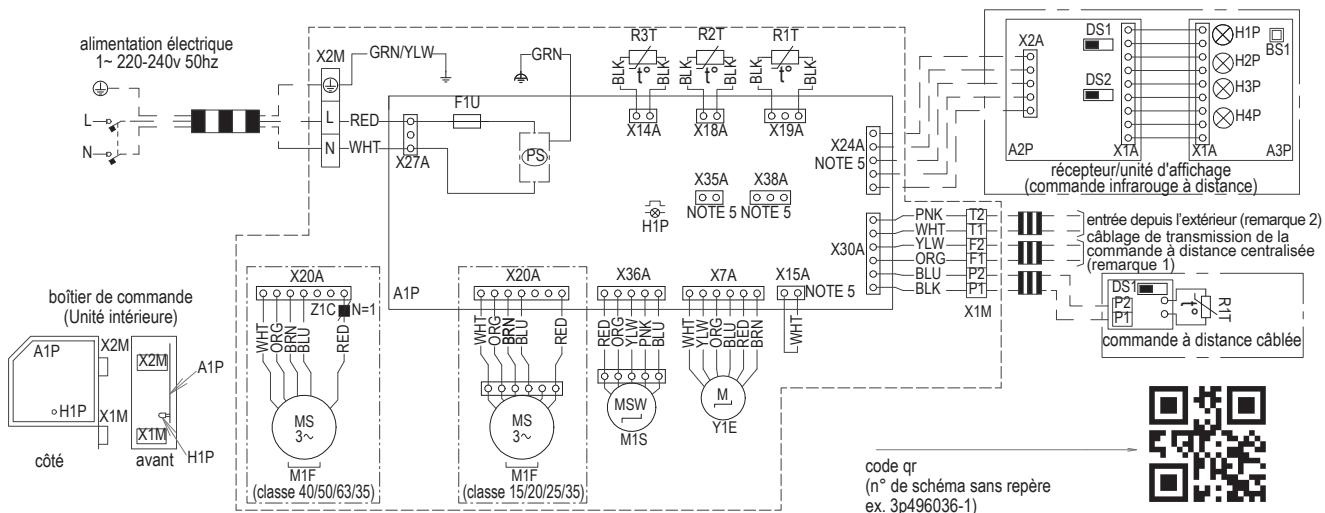 alimentation électrique
1~ 220-240v 50hz
L
N
X2M
L
N
GRN/YLW
GRN
RED
WHT
X27A
F1U
PS
R3T
t°
BLK
BLK
X14A
R2T
t°
BLK
BLK
X18A
R1T
t°
BLK
BLK
X19A
X35A
NOTE 5
X38A
NOTE 5
H1P
X24A
NOTE 5
X2A
DS1
DS2
A2P
X1A
X1A
H1P
H2P
H3P
H4P
BS1
A3P
récepteur/unité d'affichage
(commande infrarouge à distance)
X30A
PNK
WHT
YLW
ORG
BLU
BLK
T2
T1
F2
F1
P2
P1
X1M
entrée depuis l'extérieur (remarque 2)
câblage de transmission de la
commande à distance centralisée
(remarque 1)
DS1
P2
P1
t°
R1T
commande à distance câblée
A1P
X20A
Z1C
N=1
WHT
ORG
BRN
BLU
RED
MS
3~
M1F
(classe 40/50/63/35)
X20A
WHT
ORG
BRN
BLU
RED
MS
3~
M1F
(classe 15/20/25/35)
X36A
RED
ORG
YLW
PNK
BLU
MSW
M1S
X7A
WHT
YLW
ORG
BLU
RED
BRN
M
Y1E
X15A
NOTE 5
WHT
boîtier de commande
(Unité intérieure)
A1P
X2M
H1P
X1M
côté
X2M
X1M
A1P
H1P
avant
code qr
(n° de schéma sans repère
ex. 3p496036-1)